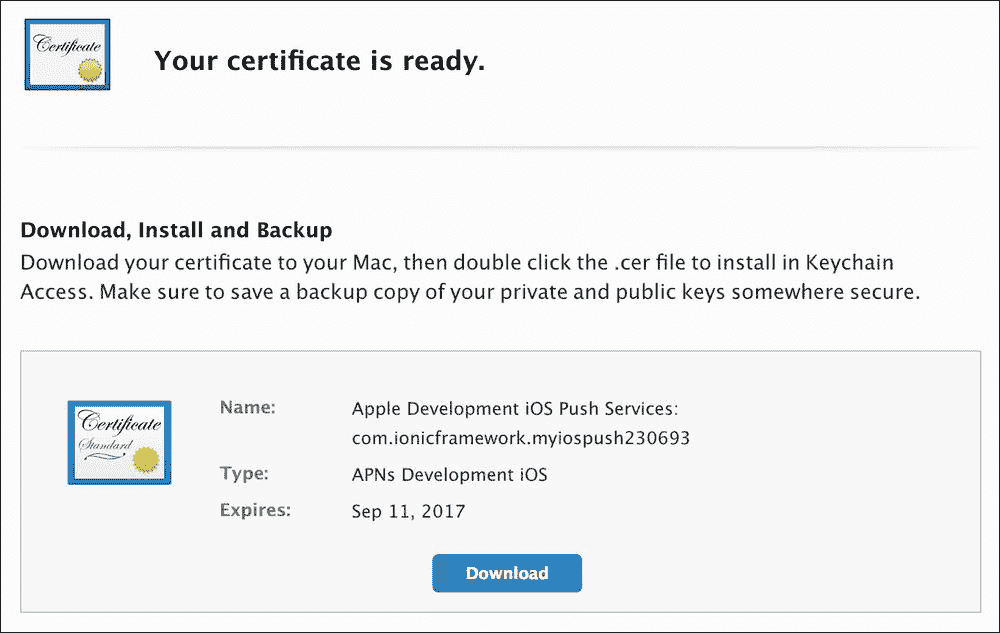 Certificate
Your certificate is ready.
Download, Install and Backup
Download your certificate to your Mac, then double click the .cer file to install in Keychain
Access. Make sure to save a backup copy of your private and public keys somewhere secure.
Certificate
Standard
Name: Apple Development iOS Push Services:
com.ionicframework.myiospush230693
Type: APNs Development iOS
Expires: Sep 11, 2017
Download